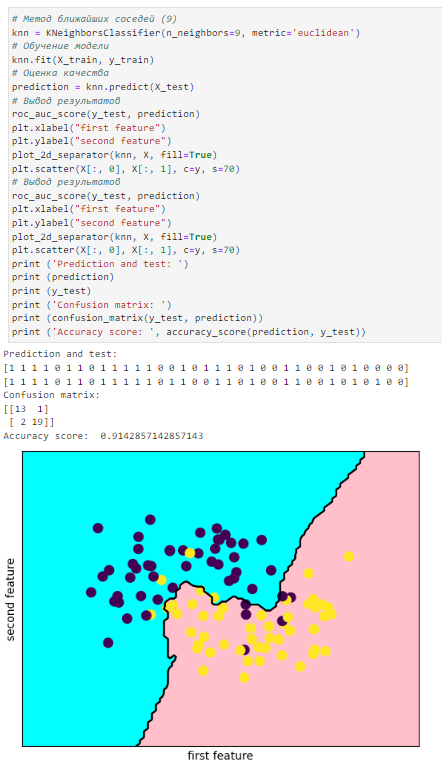 # Метод ближайших соседей (9)
knn = KNeighborsClassifier(n_neighbors=9, metric='euclidean')
# Обучение модели
knn.fit(X_train, y_train)
# Оценка качества
prediction = knn.predict(X_test)
# Вывод результатов
roc_auc_score(y_test, prediction)
plt.xlabel("first feature")
plt.ylabel("second feature")
plot_2d_separator(knn, X, fill=True)
plt.scatter(X[:, 0], X[:, 1], c=y, s=70)
# Вывод результатов
roc_auc_score(y_test, prediction)
plt.xlabel("first feature")
plt.ylabel("second feature")
plot_2d_separator(knn, X, fill=True)
plt.scatter(X[:, 0], X[:, 1], c=y, s=70)
print ('Prediction and test: ')
print (prediction)
print (y_test)
print ('Confusion matrix: ')
print (confusion_matrix(y_test, prediction))
print ('Accuracy score: ', accuracy_score(prediction, y_test))
Prediction and test:
[1 1 1 1 0 1 1 0 1 1 1 1 1 0 0 1 0 1 1 1 0 1 0 0 1 1 0 0 1 0 1 0 0 0 0]
[1 1 1 1 0 1 1 0 1 1 1 1 1 0 1 1 0 0 1 1 0 1 0 0 1 1 0 0 1 0 1 0 1 0 0]
Confusion matrix:
[[13  1]
 [ 2 19]]
Accuracy score:  0.9142857142857143
second feature
first feature